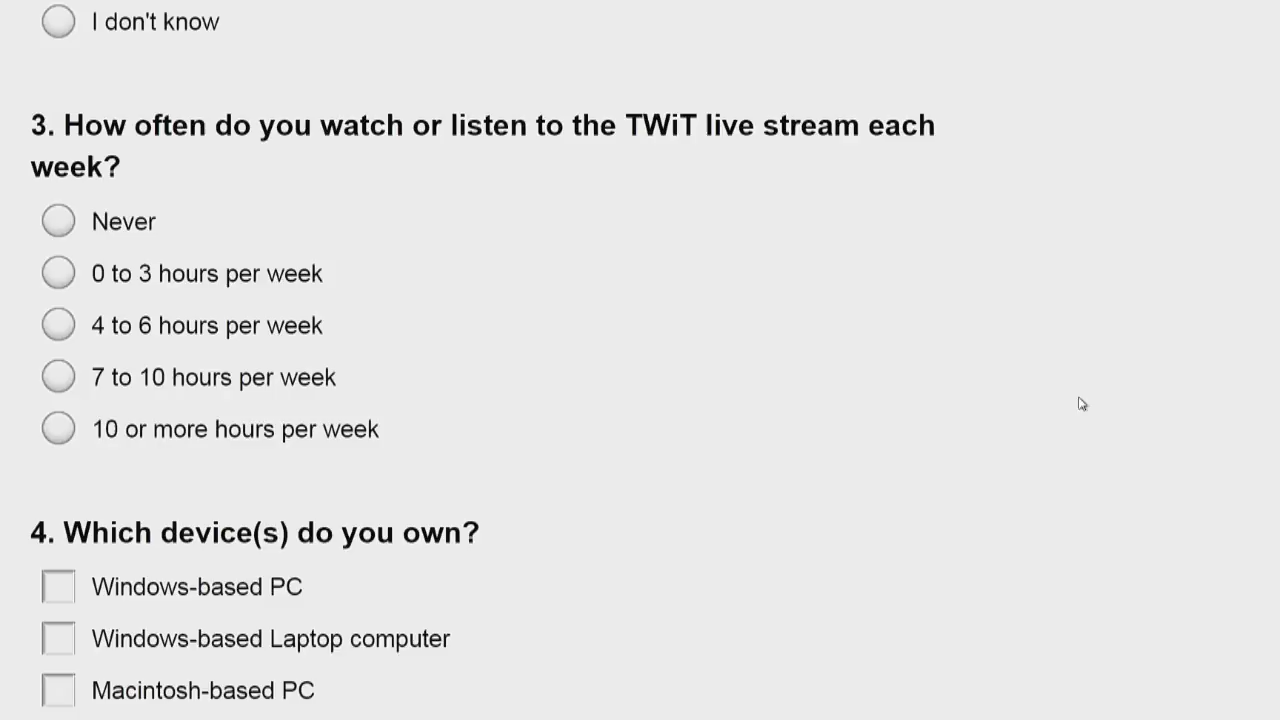 I don't know
3. How often do you watch or listen to the TWiT live stream each
week?
Never
0 to 3 hours per week
4 to 6 hours per week
7 to 10 hours per week
10 or more hours per week
4. Which device(s) do you own?
Windows-based PC
Windows-based Laptop computer
Macintosh-based PC